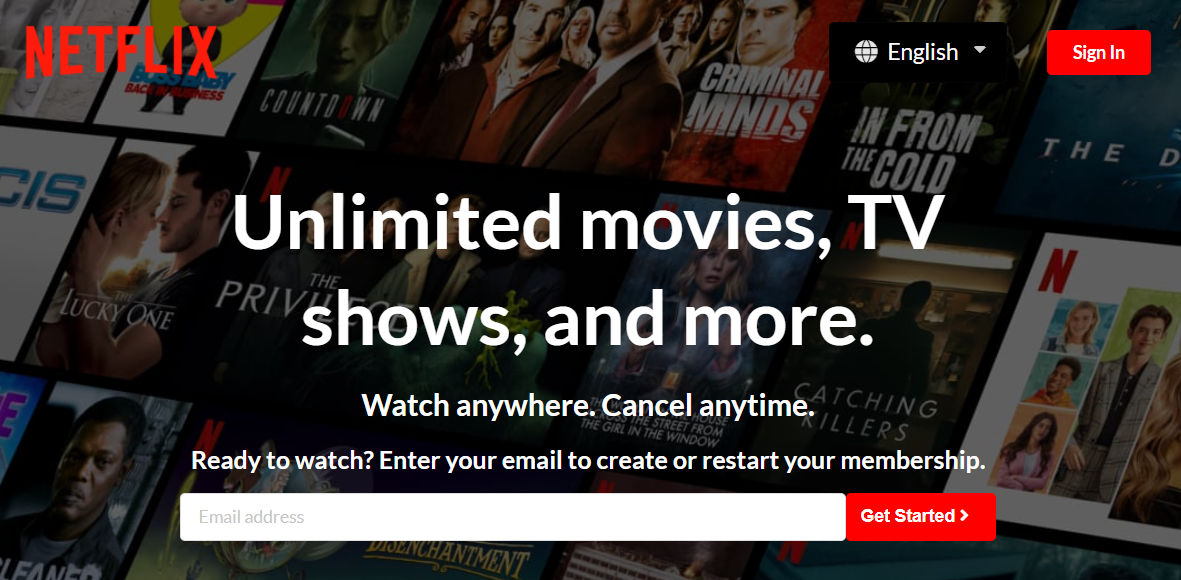 NETFLIX
English
Sign In
BOSS BABY
BACK IN BUSINESS
COUNTDOWN
CRIMINAL
MINDS
IN FROM
THE COLD
THE D
CIS
THE
LUCKY ONE
THE
PRIVILEGE
Unlimited movies, TV
shows, and more.
CATCHING
KILLERS
Watch anywhere. Cancel anytime.
THE WOMAN IN THE HOUSE
ACROSS THE STREET FROM
THE GIRL IN THE WINDOW
Ready to watch? Enter your email to create or restart your membership.
Email address
Get Started
DISENCHANTMENT
CLEANER